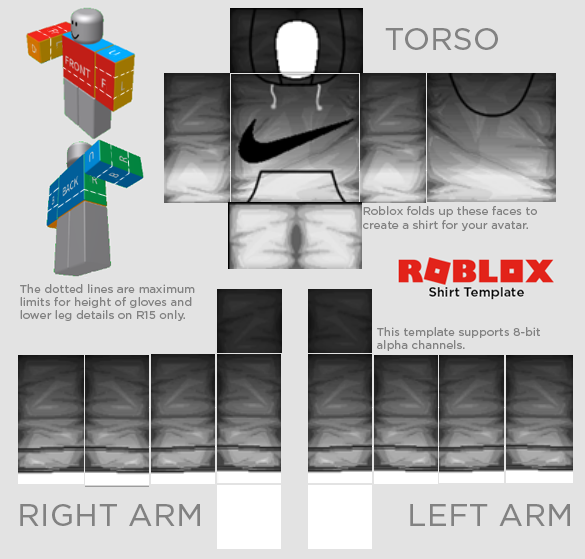 TORSO
FRONT
F
L
U
R
D
BACK
U
R
B
R
B
Roblox folds up these faces to
create a shirt for your avatar.
The dotted lines are maximum
limits for height of gloves and
lower leg details on R15 only.
ROBLOX
Shirt Template
This template supports 8-bit
alpha channels.
RIGHT ARM
LEFT ARM